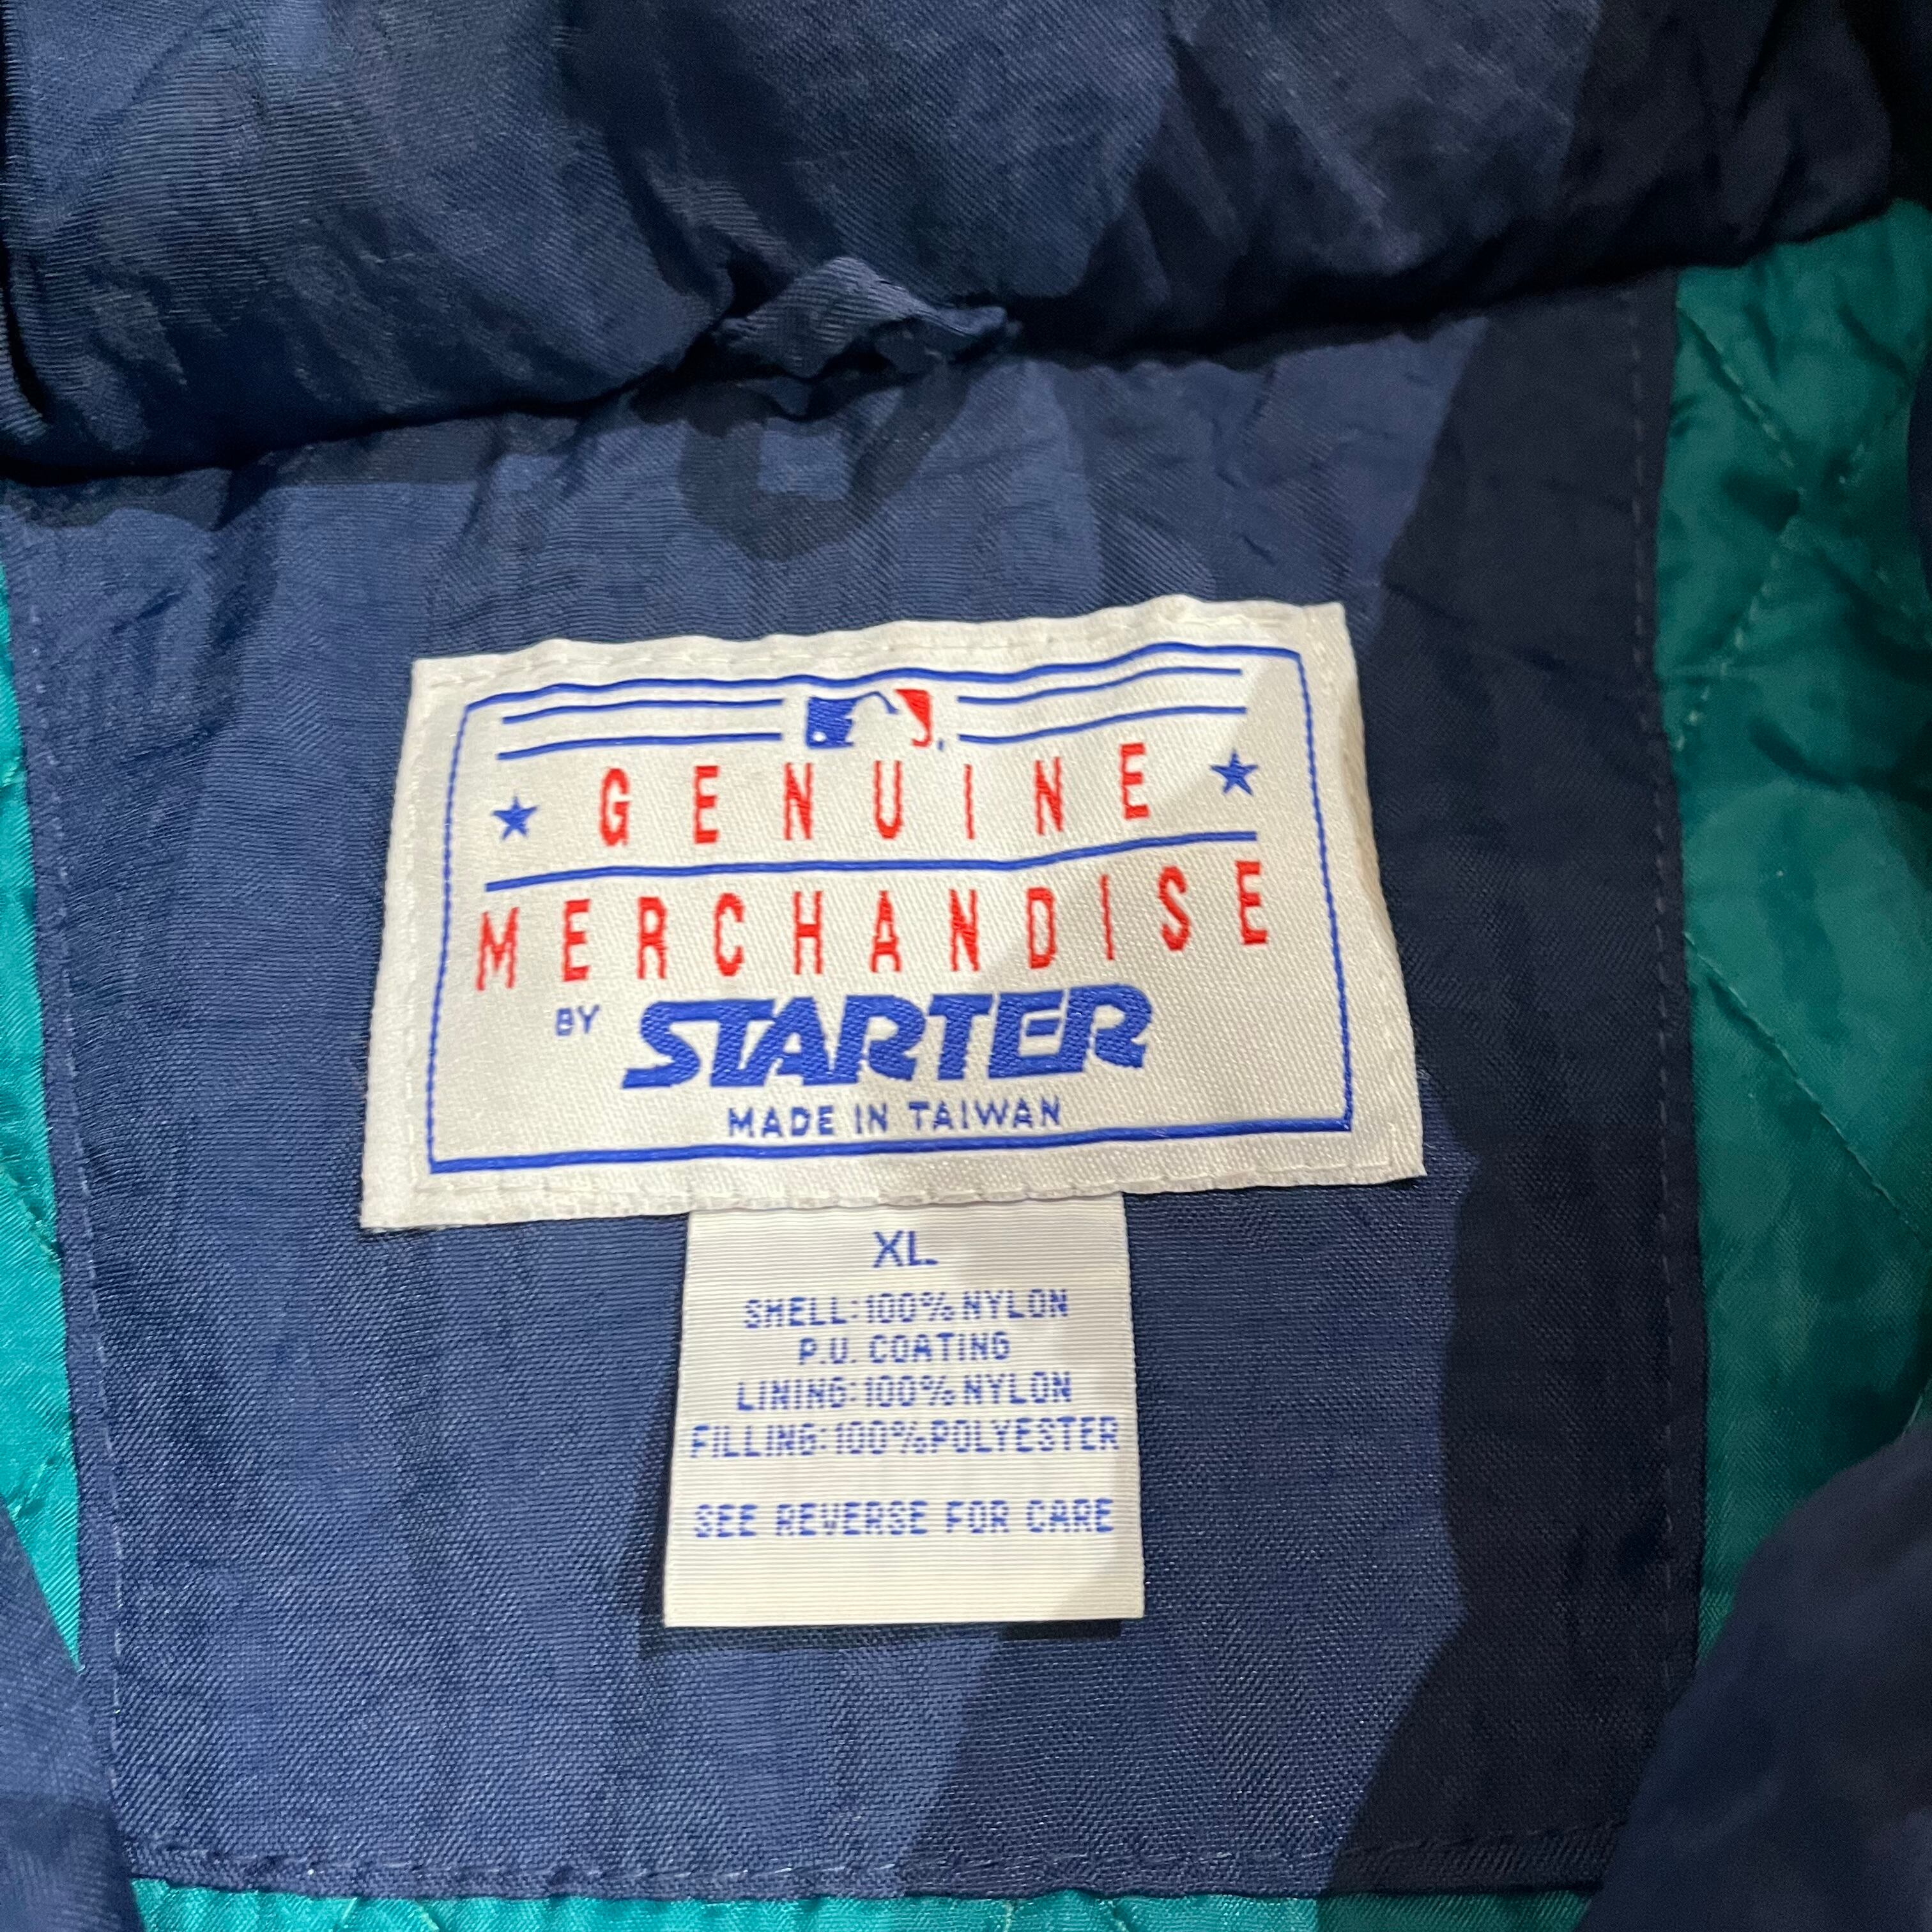 GENUINE
MERCHANDISE
BY STARTER
MADE IN TAIWAN
XL
SHELL:100% NYLON
P.U. COATING
LINING:100% NYLON
FILLING:100%POLYESTER
SEE REVERSE FOR CARE